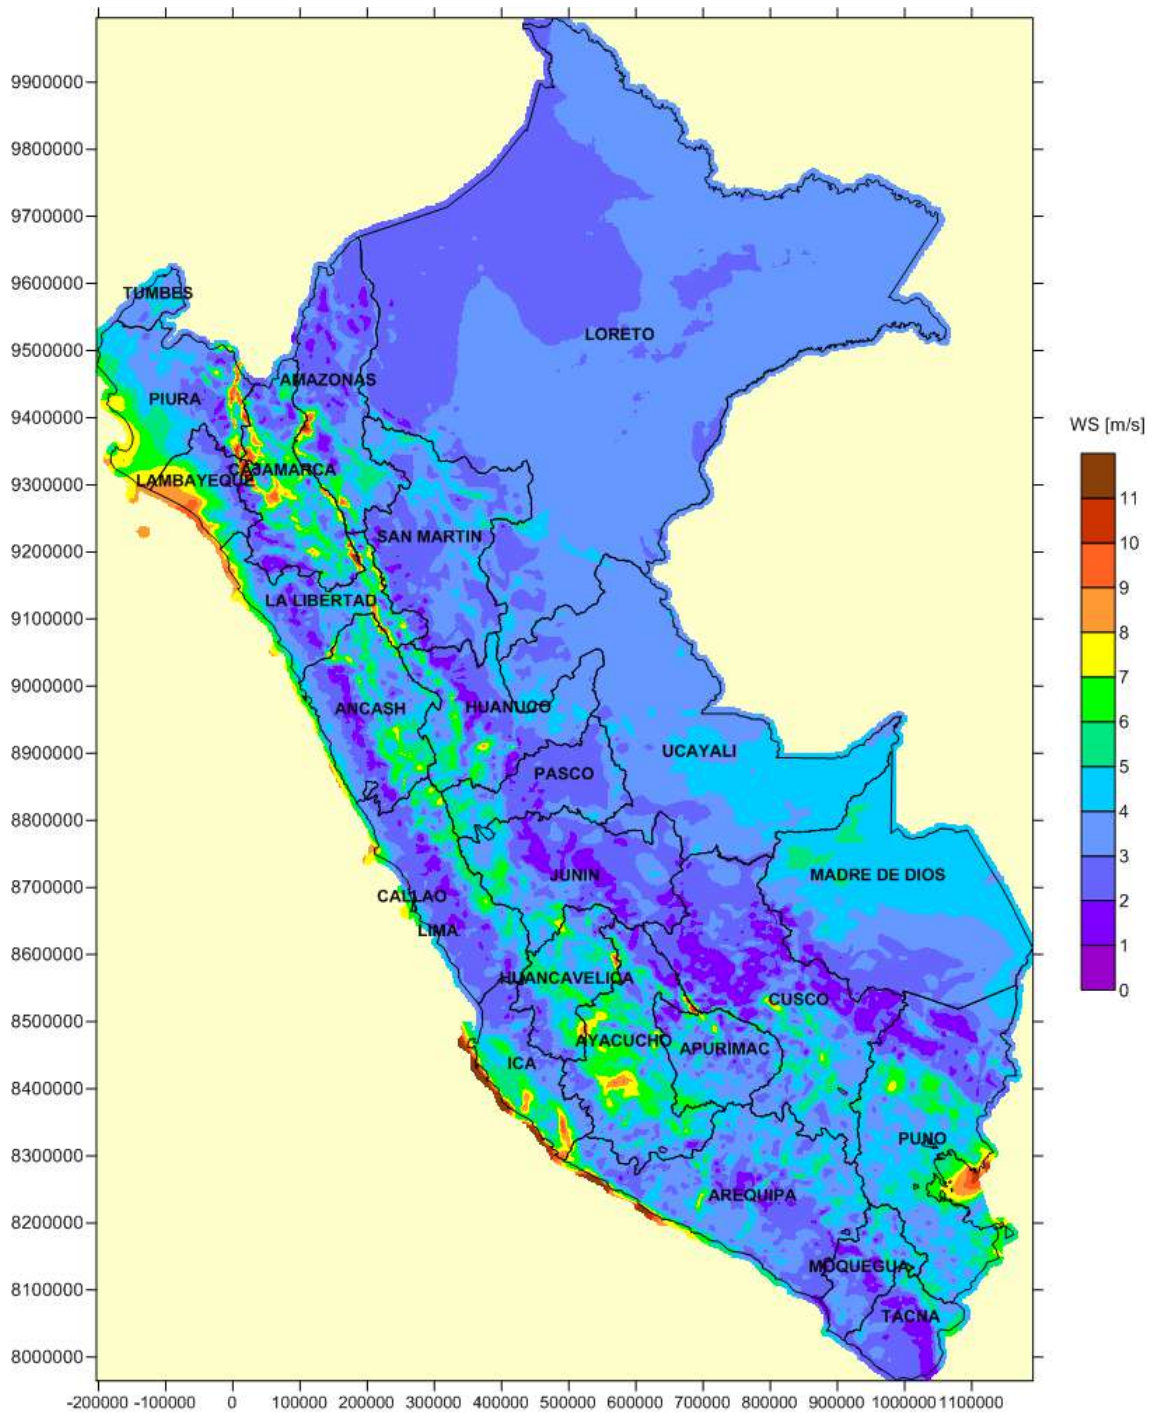 9900000
9800000
9700000
9600000
TUMBES
9500000
LORETO
AMAZONAS
9400000
PIURA
WS [m/s]
CAJAMARCA
9300000
LAMBAYEQUE
11
SAN MARTIN
10
9200000
9
LA LIBERTAD
8
9100000
7
9000000
6
ANCASH
HUANUCO
5
8900000
UCAYALI
PASCO
4
8800000
3
JUNIN
MADRE DE DIOS
2
8700000
CALLAO
LIMA
1
8600000
HUANCAVELICA
0
CUSCO
8500000
AYACUCHO
APURIMAC
ICA
8400000
8300000
PUNO
AREQUIPA
8200000
MOQUEGUA
8100000
TACNA
8000000
-200000 -100000 0 100000 200000 300000 400000 500000 600000 700000 800000 900000 1000000 1100000